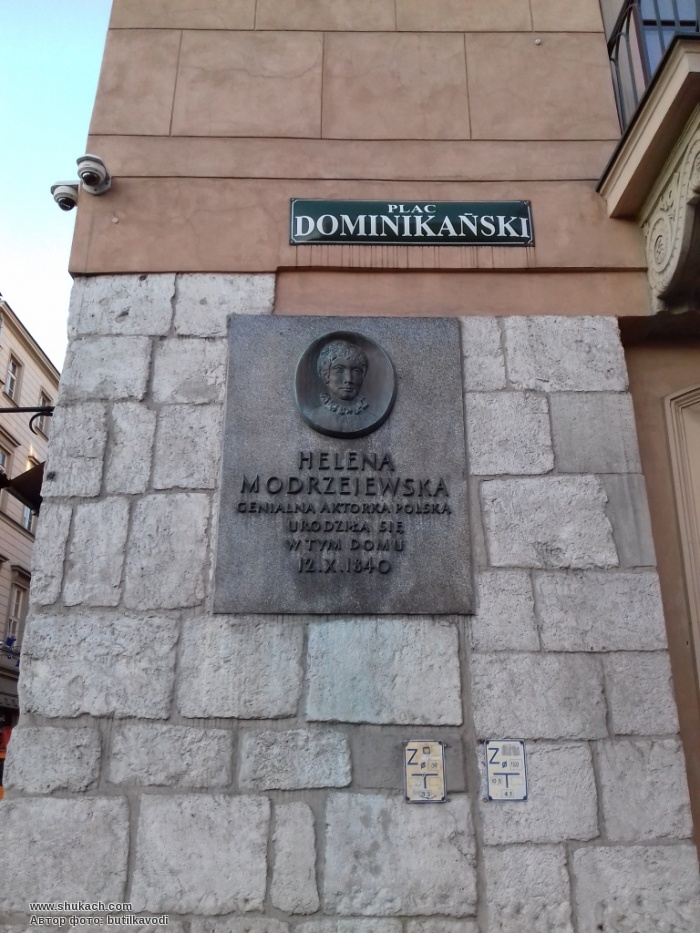 PLAC
DOMINIKAŃSKI
HELENA
MODRZEJEWSKA
GENIALNA AKTORKA POLSKA
URODZIŁA SIĘ
W TYM DOMU
12.X.1840
Z
T
Z
T
www.shukach.com
Автор фото: butilkavodi